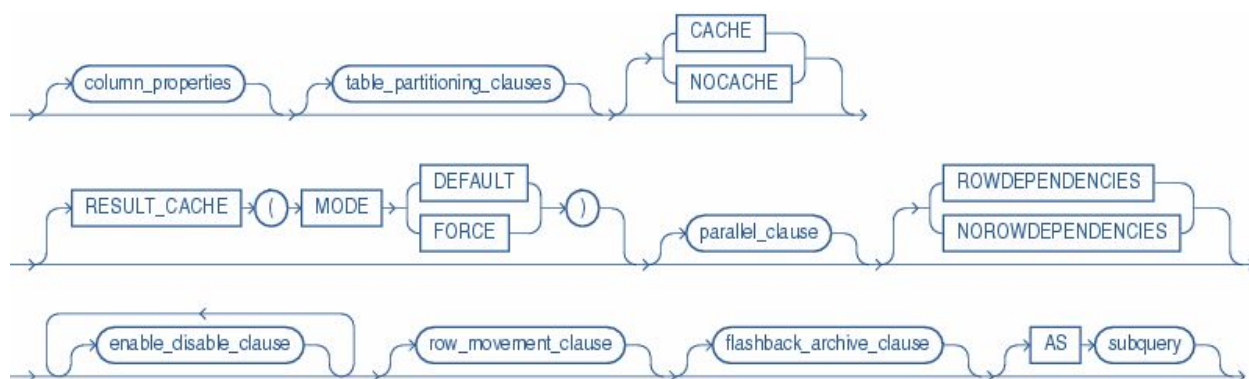 CACHE
column_properties table_partitioning_clauses
NOCACHE
DEFAULT ROWDEPENDENCIES
RESULT_CACHE ( MODE )
FORCE parallel_clause NOROWDEPENDENCIES
enable_disable_clause row_movement_clause flashback_archive_clause AS subquery